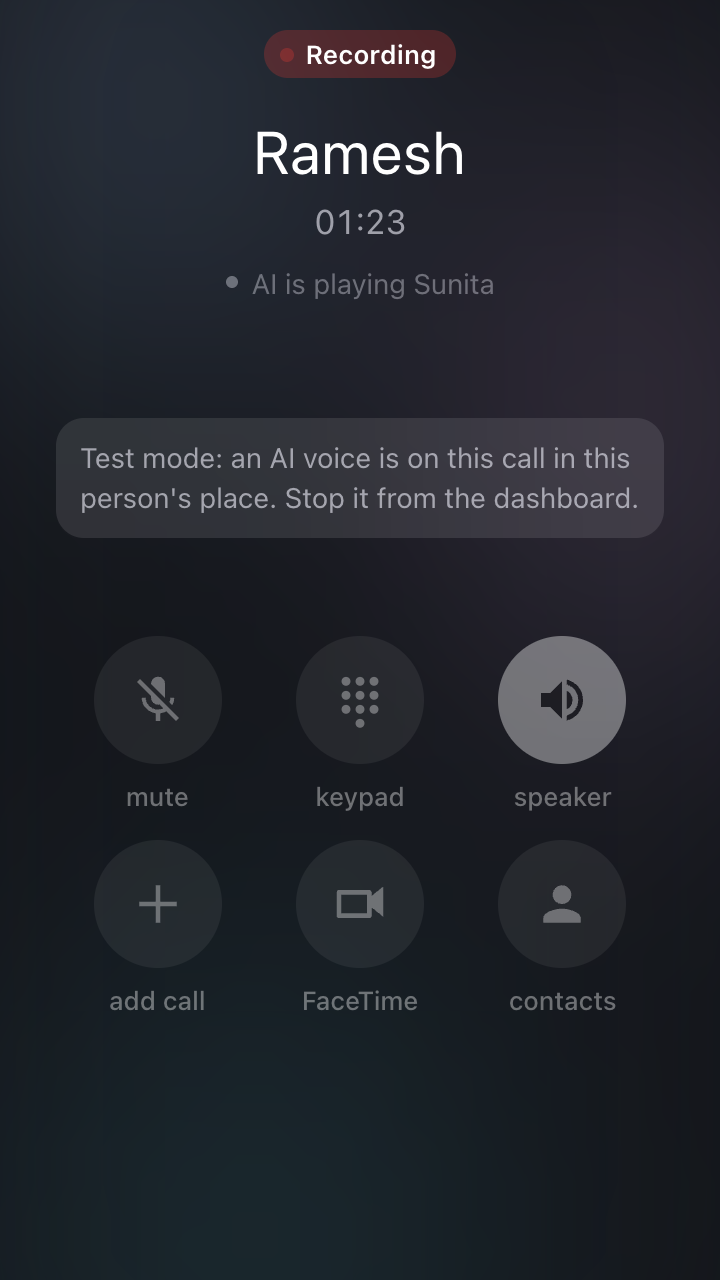 Recording
Ramesh
01:23
AI is playing Sunita
Test mode: an AI voice is on this call in this
person's place. Stop it from the dashboard.
mute
keypad
speaker
add call
FaceTime
contacts